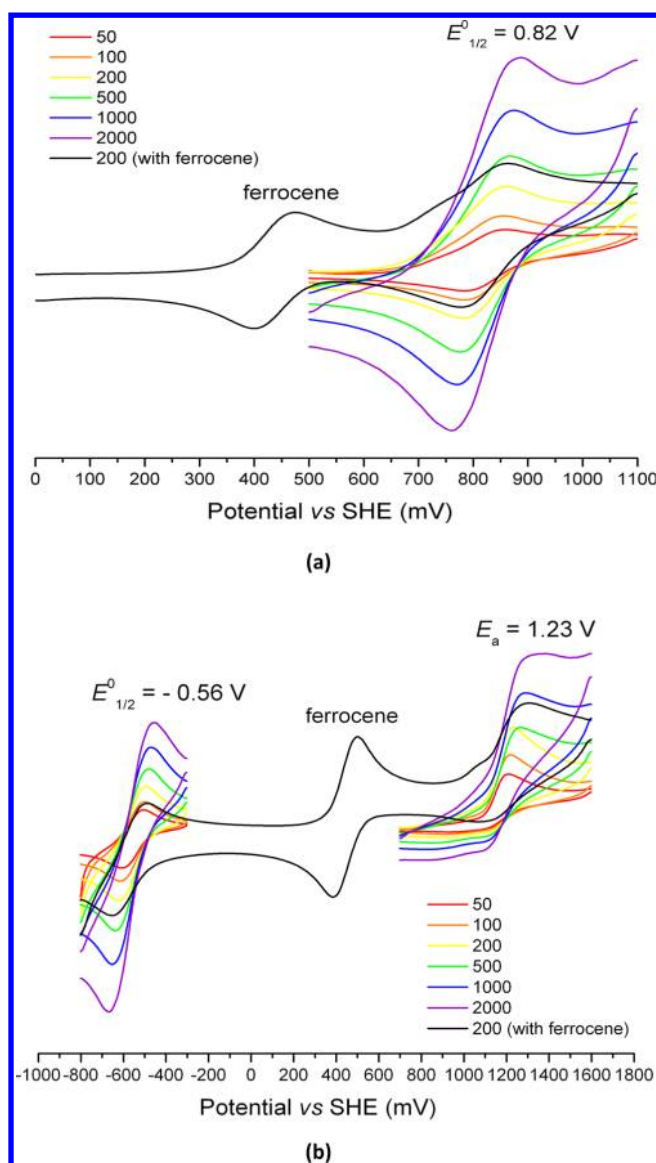 E⁰1/2 = 0.82 V
50
100
200
500
1000
2000
200 (with ferrocene)
ferrocene
0 100 200 300 400 500 600 700 800 900 1000 1100
Potential vs SHE (mV)
(a)
Ea = 1.23 V
E⁰1/2 = - 0.56 V
ferrocene
50
100
200
500
1000
2000
200 (with ferrocene)
-1000 -800 -600 -400 -200 0 200 400 600 800 1000 1200 1400 1600 1800
Potential vs SHE (mV)
(b)